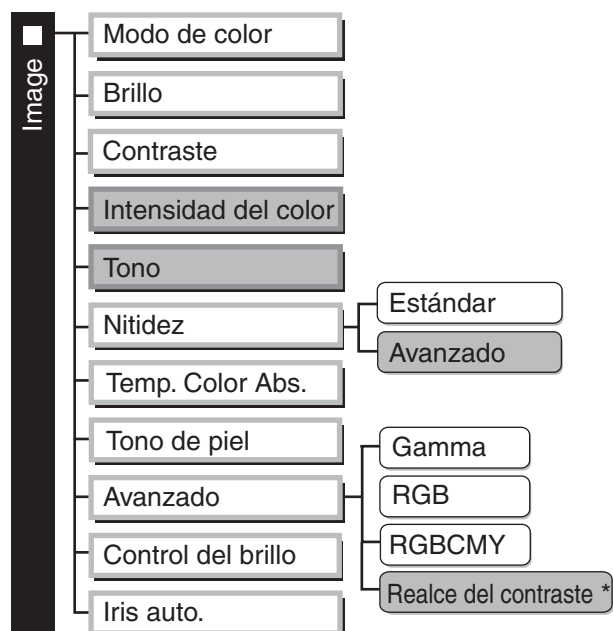 Image
Modo de color
Brillo
Contraste
Intensidad del color
Tono
Nitidez
Estándar
Avanzado
Temp. Color Abs.
Tono de piel
Avanzado
Gamma
RGB
RGBCMY
Realce del contraste *
Control del brillo
Iris auto.